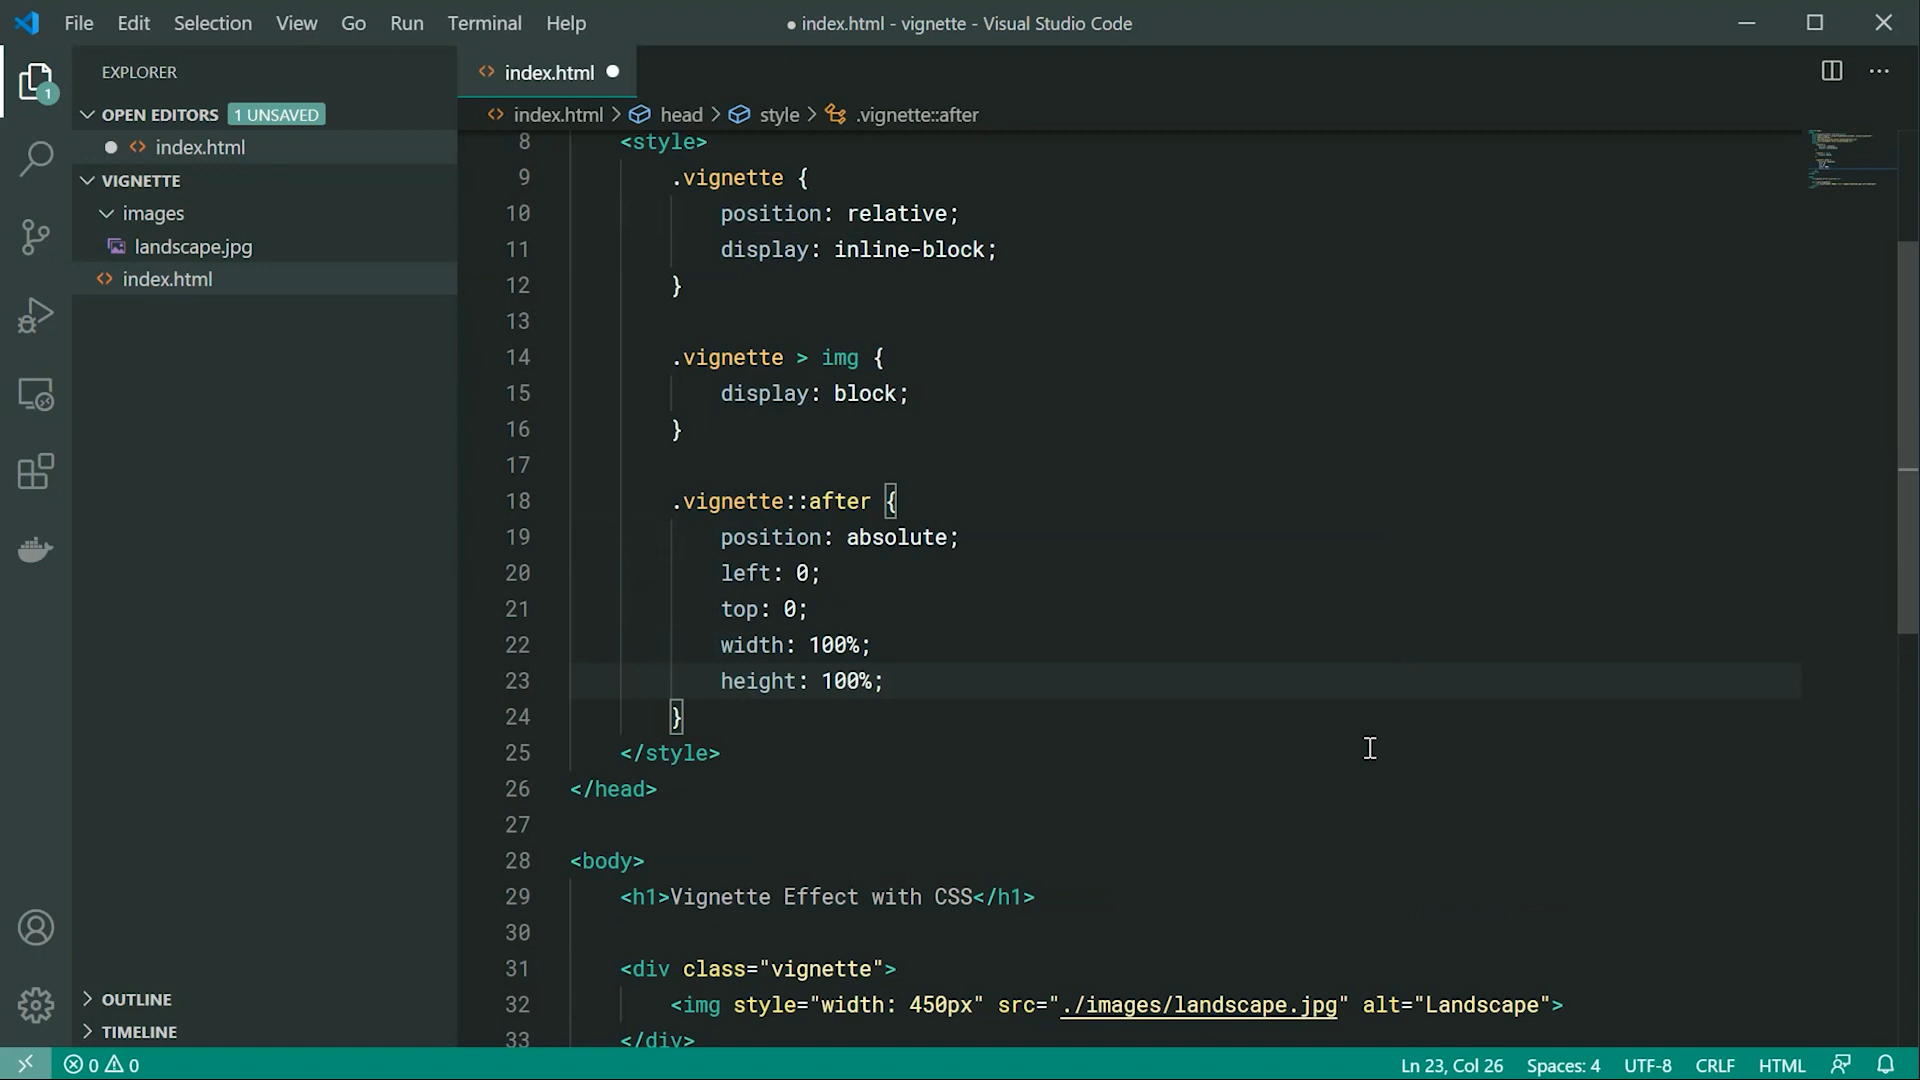 File Edit Selection View Go Run Terminal Help
● index.html - vignette - Visual Studio Code
EXPLORER
1
OPEN EDITORS 1 UNSAVED
index.html
VIGNETTE
images
landscape.jpg
index.html
OUTLINE
TIMELINE
index.html
index.html > head > style > .vignette::after
8 <style>
9 .vignette {
10 position: relative;
11 display: inline-block;
12 }
13
14 .vignette > img {
15 display: block;
16 }
17
18 .vignette::after {
19 position: absolute;
20 left: 0;
21 top: 0;
22 width: 100%;
23 height: 100%;
24 }
25 </style>
26 </head>
27
28 <body>
29 <h1>Vignette Effect with CSS</h1>
30
31 <div class="vignette">
32 <img style="width: 450px" src="./images/landscape.jpg" alt="Landscape">
33 </div>
0 0 Ln 23, Col 26 Spaces: 4 UTF-8 CRLF HTML